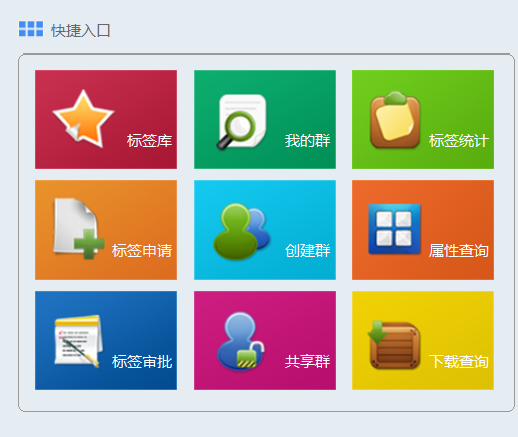 快捷入口
标签库
我的群
标签统计
标签申请
创建群
属性查询
标签审批
共享群
下载查询